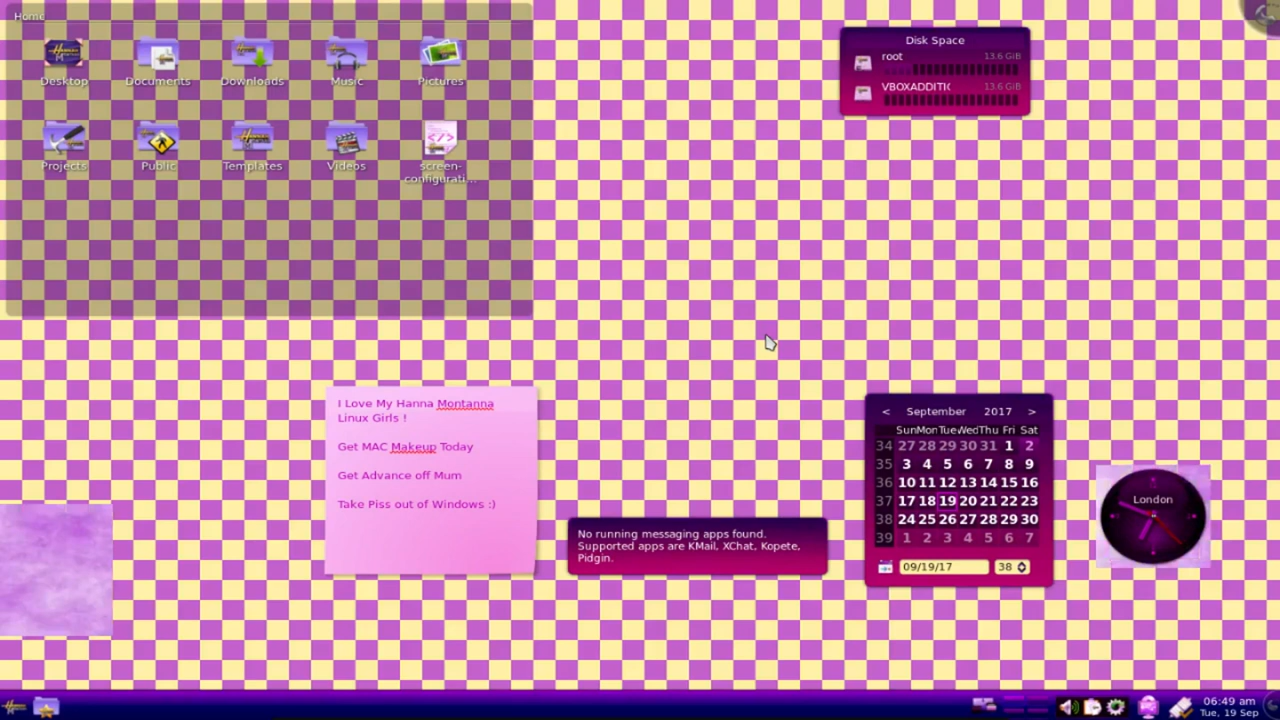 Home
Desktop
Documents
Downloads
Music
Pictures
Projects
Public
Templates
Videos
screen-
configurati...
Disk Space
root 13.6 GiB
VBOXADDITIC 13.6 GiB
I Love My Hanna Montanna
Linux Girls !
Get MAC Makeup Today
Get Advance off Mum
Take Piss out of Windows :)
No running messaging apps found.
Supported apps are KMail, XChat, Kopete,
Pidgin.
< September 2017 >
Sun Mon Tue Wed Thu Fri Sat
34 27 28 29 30 31 1 2
35 3 4 5 6 7 8 9
36 10 11 12 13 14 15 16
37 17 18 19 20 21 22 23
38 24 25 26 27 28 29 30
39 1 2 3 4 5 6 7
09/19/17 38
London
06:49 am
Tue, 19 Sep